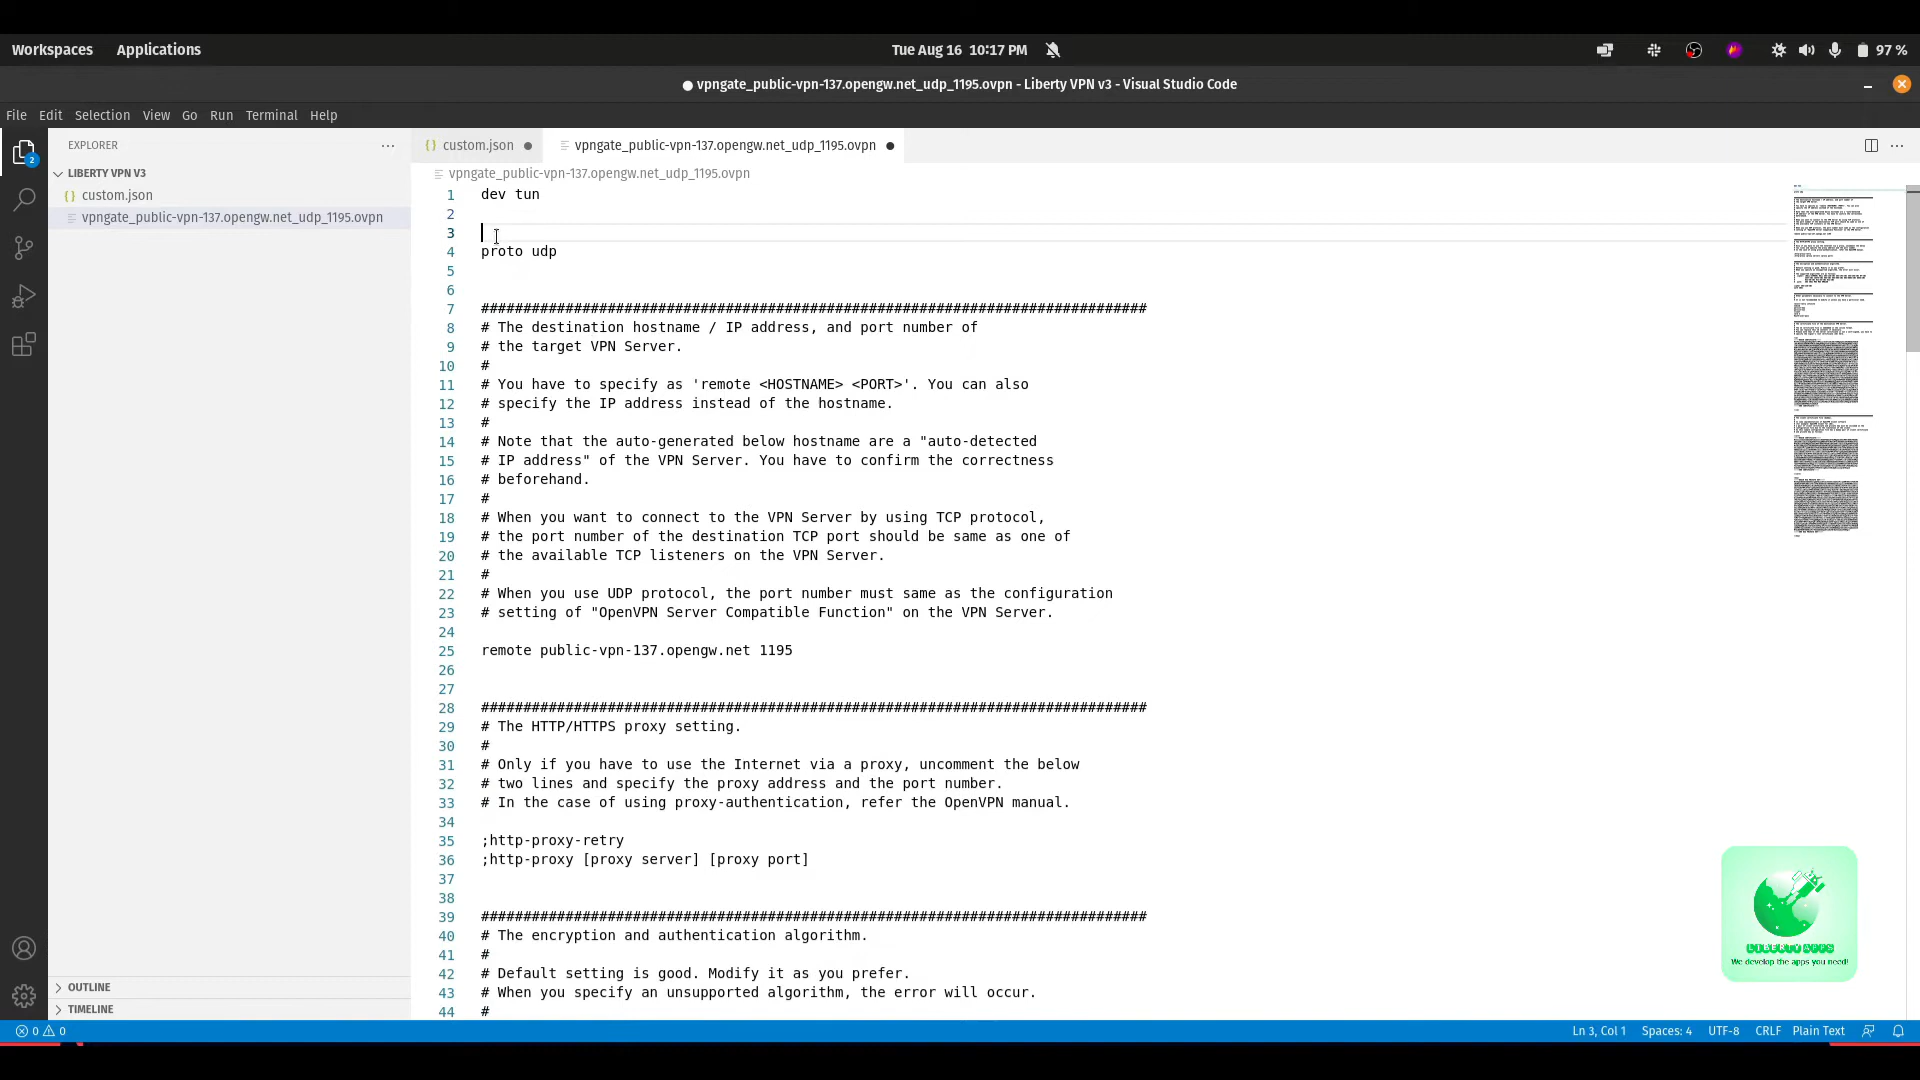 Workspaces Applications Tue Aug 16 10:17 PM 97 %
● vpngate_public-vpn-137.opengw.net_udp_1195.ovpn - Liberty VPN v3 - Visual Studio Code
File Edit Selection View Go Run Terminal Help
EXPLORER
LIBERTY VPN V3
{} custom.json
vpngate_public-vpn-137.opengw.net_udp_1195.ovpn
2
OUTLINE
TIMELINE
{} custom.json ● vpngate_public-vpn-137.opengw.net_udp_1195.ovpn ●
vpngate_public-vpn-137.opengw.net_udp_1195.ovpn
1 dev tun
2
3
4 proto udp
5
6
7 ###############################################################################
8 # The destination hostname / IP address, and port number of
9 # the target VPN Server.
10 #
11 # You have to specify as 'remote <HOSTNAME> <PORT>'. You can also
12 # specify the IP address instead of the hostname.
13 #
14 # Note that the auto-generated below hostname are a "auto-detected
15 # IP address" of the VPN Server. You have to confirm the correctness
16 # beforehand.
17 #
18 # When you want to connect to the VPN Server by using TCP protocol,
19 # the port number of the destination TCP port should be same as one of
20 # the available TCP listeners on the VPN Server.
21 #
22 # When you use UDP protocol, the port number must same as the configuration
23 # setting of "OpenVPN Server Compatible Function" on the VPN Server.
24
25 remote public-vpn-137.opengw.net 1195
26
27
28 ###############################################################################
29 # The HTTP/HTTPS proxy setting.
30 #
31 # Only if you have to use the Internet via a proxy, uncomment the below
32 # two lines and specify the proxy address and the port number.
33 # In the case of using proxy-authentication, refer the OpenVPN manual.
34
35 ;http-proxy-retry
36 ;http-proxy [proxy server] [proxy port]
37
38
39 ###############################################################################
40 # The encryption and authentication algorithm.
41 #
42 # Default setting is good. Modify it as you prefer.
43 # When you specify an unsupported algorithm, the error will occur.
44 #
LIBERTY APPS
We develop the apps you need!
0 0 Ln 3, Col 1 Spaces: 4 UTF-8 CRLF Plain Text